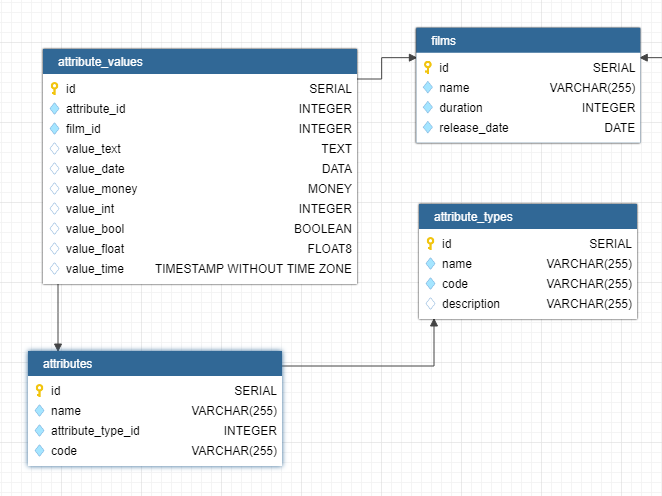 attribute_values
id SERIAL
attribute_id INTEGER
film_id INTEGER
value_text TEXT
value_date DATA
value_money MONEY
value_int INTEGER
value_bool BOOLEAN
value_float FLOAT8
value_time TIMESTAMP WITHOUT TIME ZONE
films
id SERIAL
name VARCHAR(255)
duration INTEGER
release_date DATE
attribute_types
id SERIAL
name VARCHAR(255)
code VARCHAR(255)
description VARCHAR(255)
attributes
id SERIAL
name VARCHAR(255)
attribute_type_id INTEGER
code VARCHAR(255)